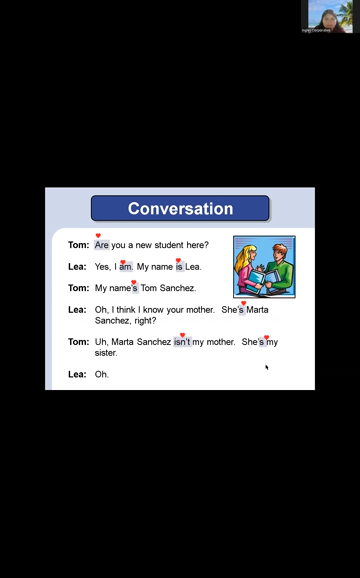 Conversation
Tom: Are you a new student here?
Lea: Yes, I am. My name is Lea.
Tom: My name's Tom Sanchez.
Lea: Oh, I think I know your mother. She's Marta
Sanchez, right?
Tom: Uh, Marta Sanchez isn't my mother. She's my
sister.
Lea: Oh.